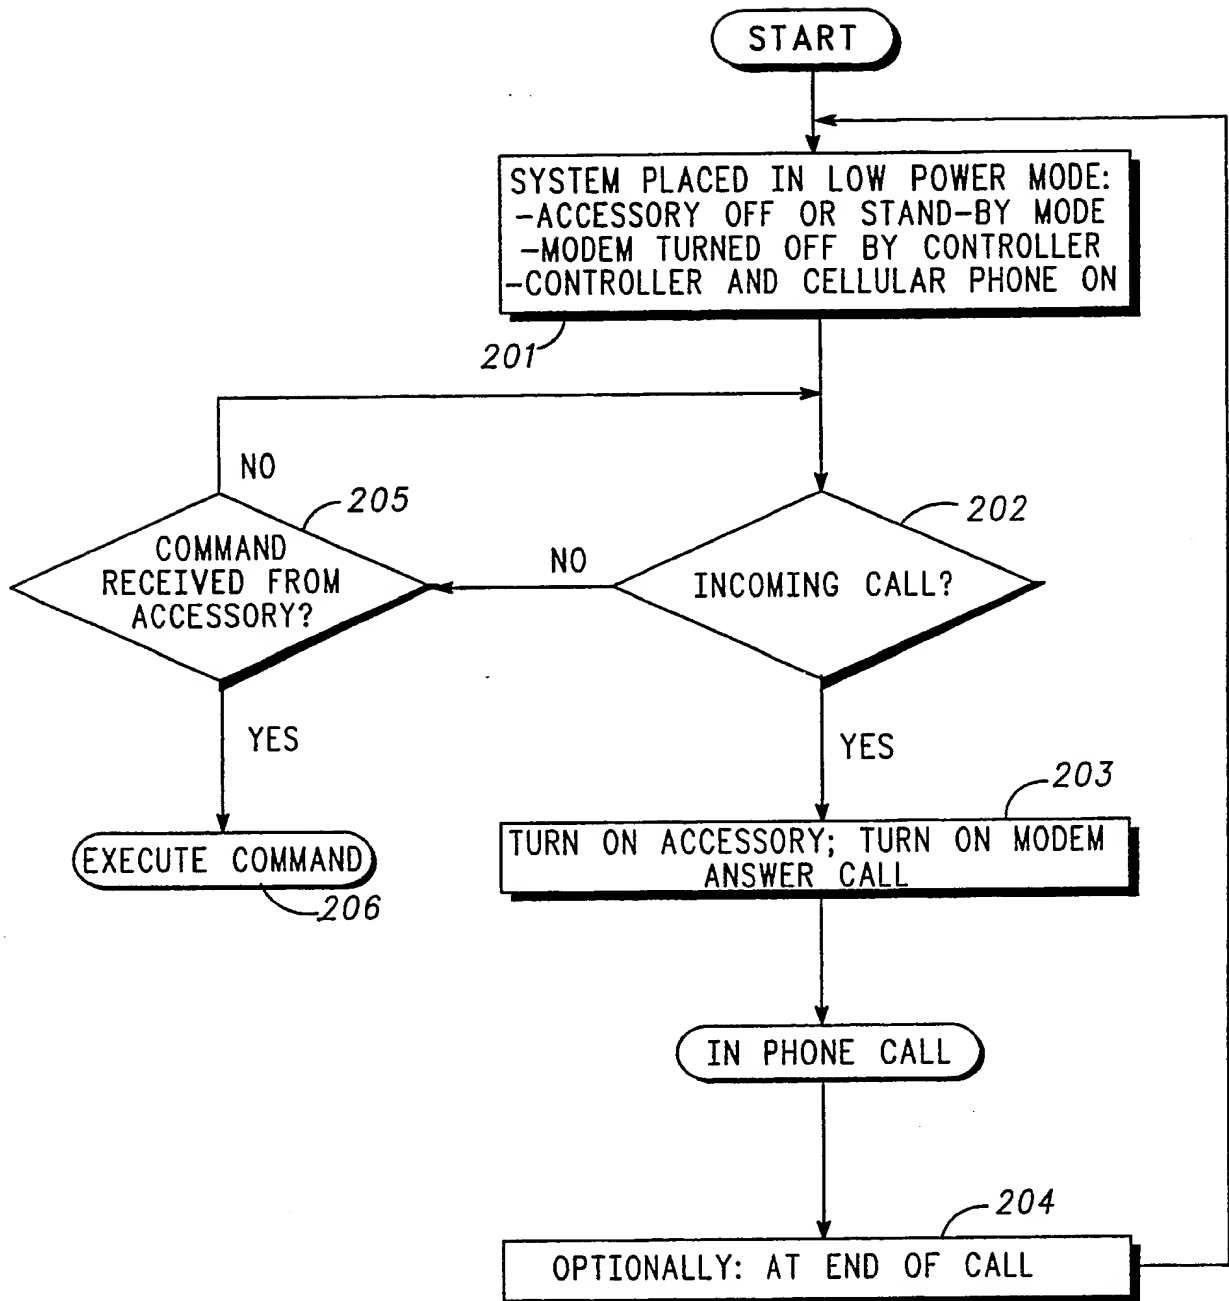 START
SYSTEM PLACED IN LOW POWER MODE:
-ACCESSORY OFF OR STAND-BY MODE
-MODEM TURNED OFF BY CONTROLLER
-CONTROLLER AND CELLULAR PHONE ON
201
NO
205
202
COMMAND
RECEIVED FROM
ACCESSORY?
NO
INCOMING CALL?
YES
YES
203
TURN ON ACCESSORY; TURN ON MODEM
ANSWER CALL
EXECUTE COMMAND
206
IN PHONE CALL
204
OPTIONALLY: AT END OF CALL